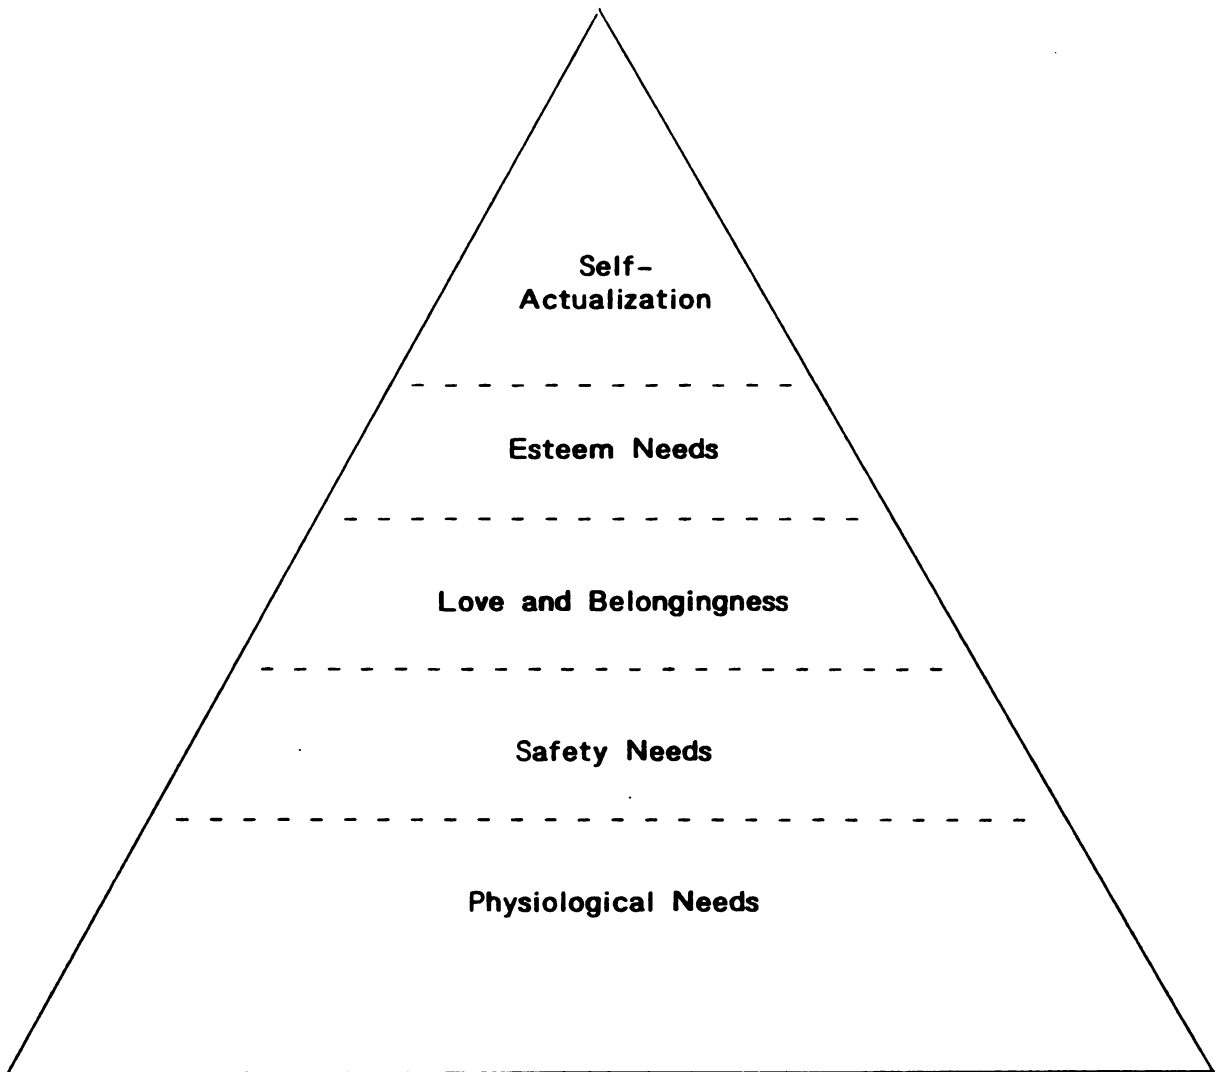 Self-
Actualization
Esteem Needs
Love and Belongingness
Safety Needs
Physiological Needs